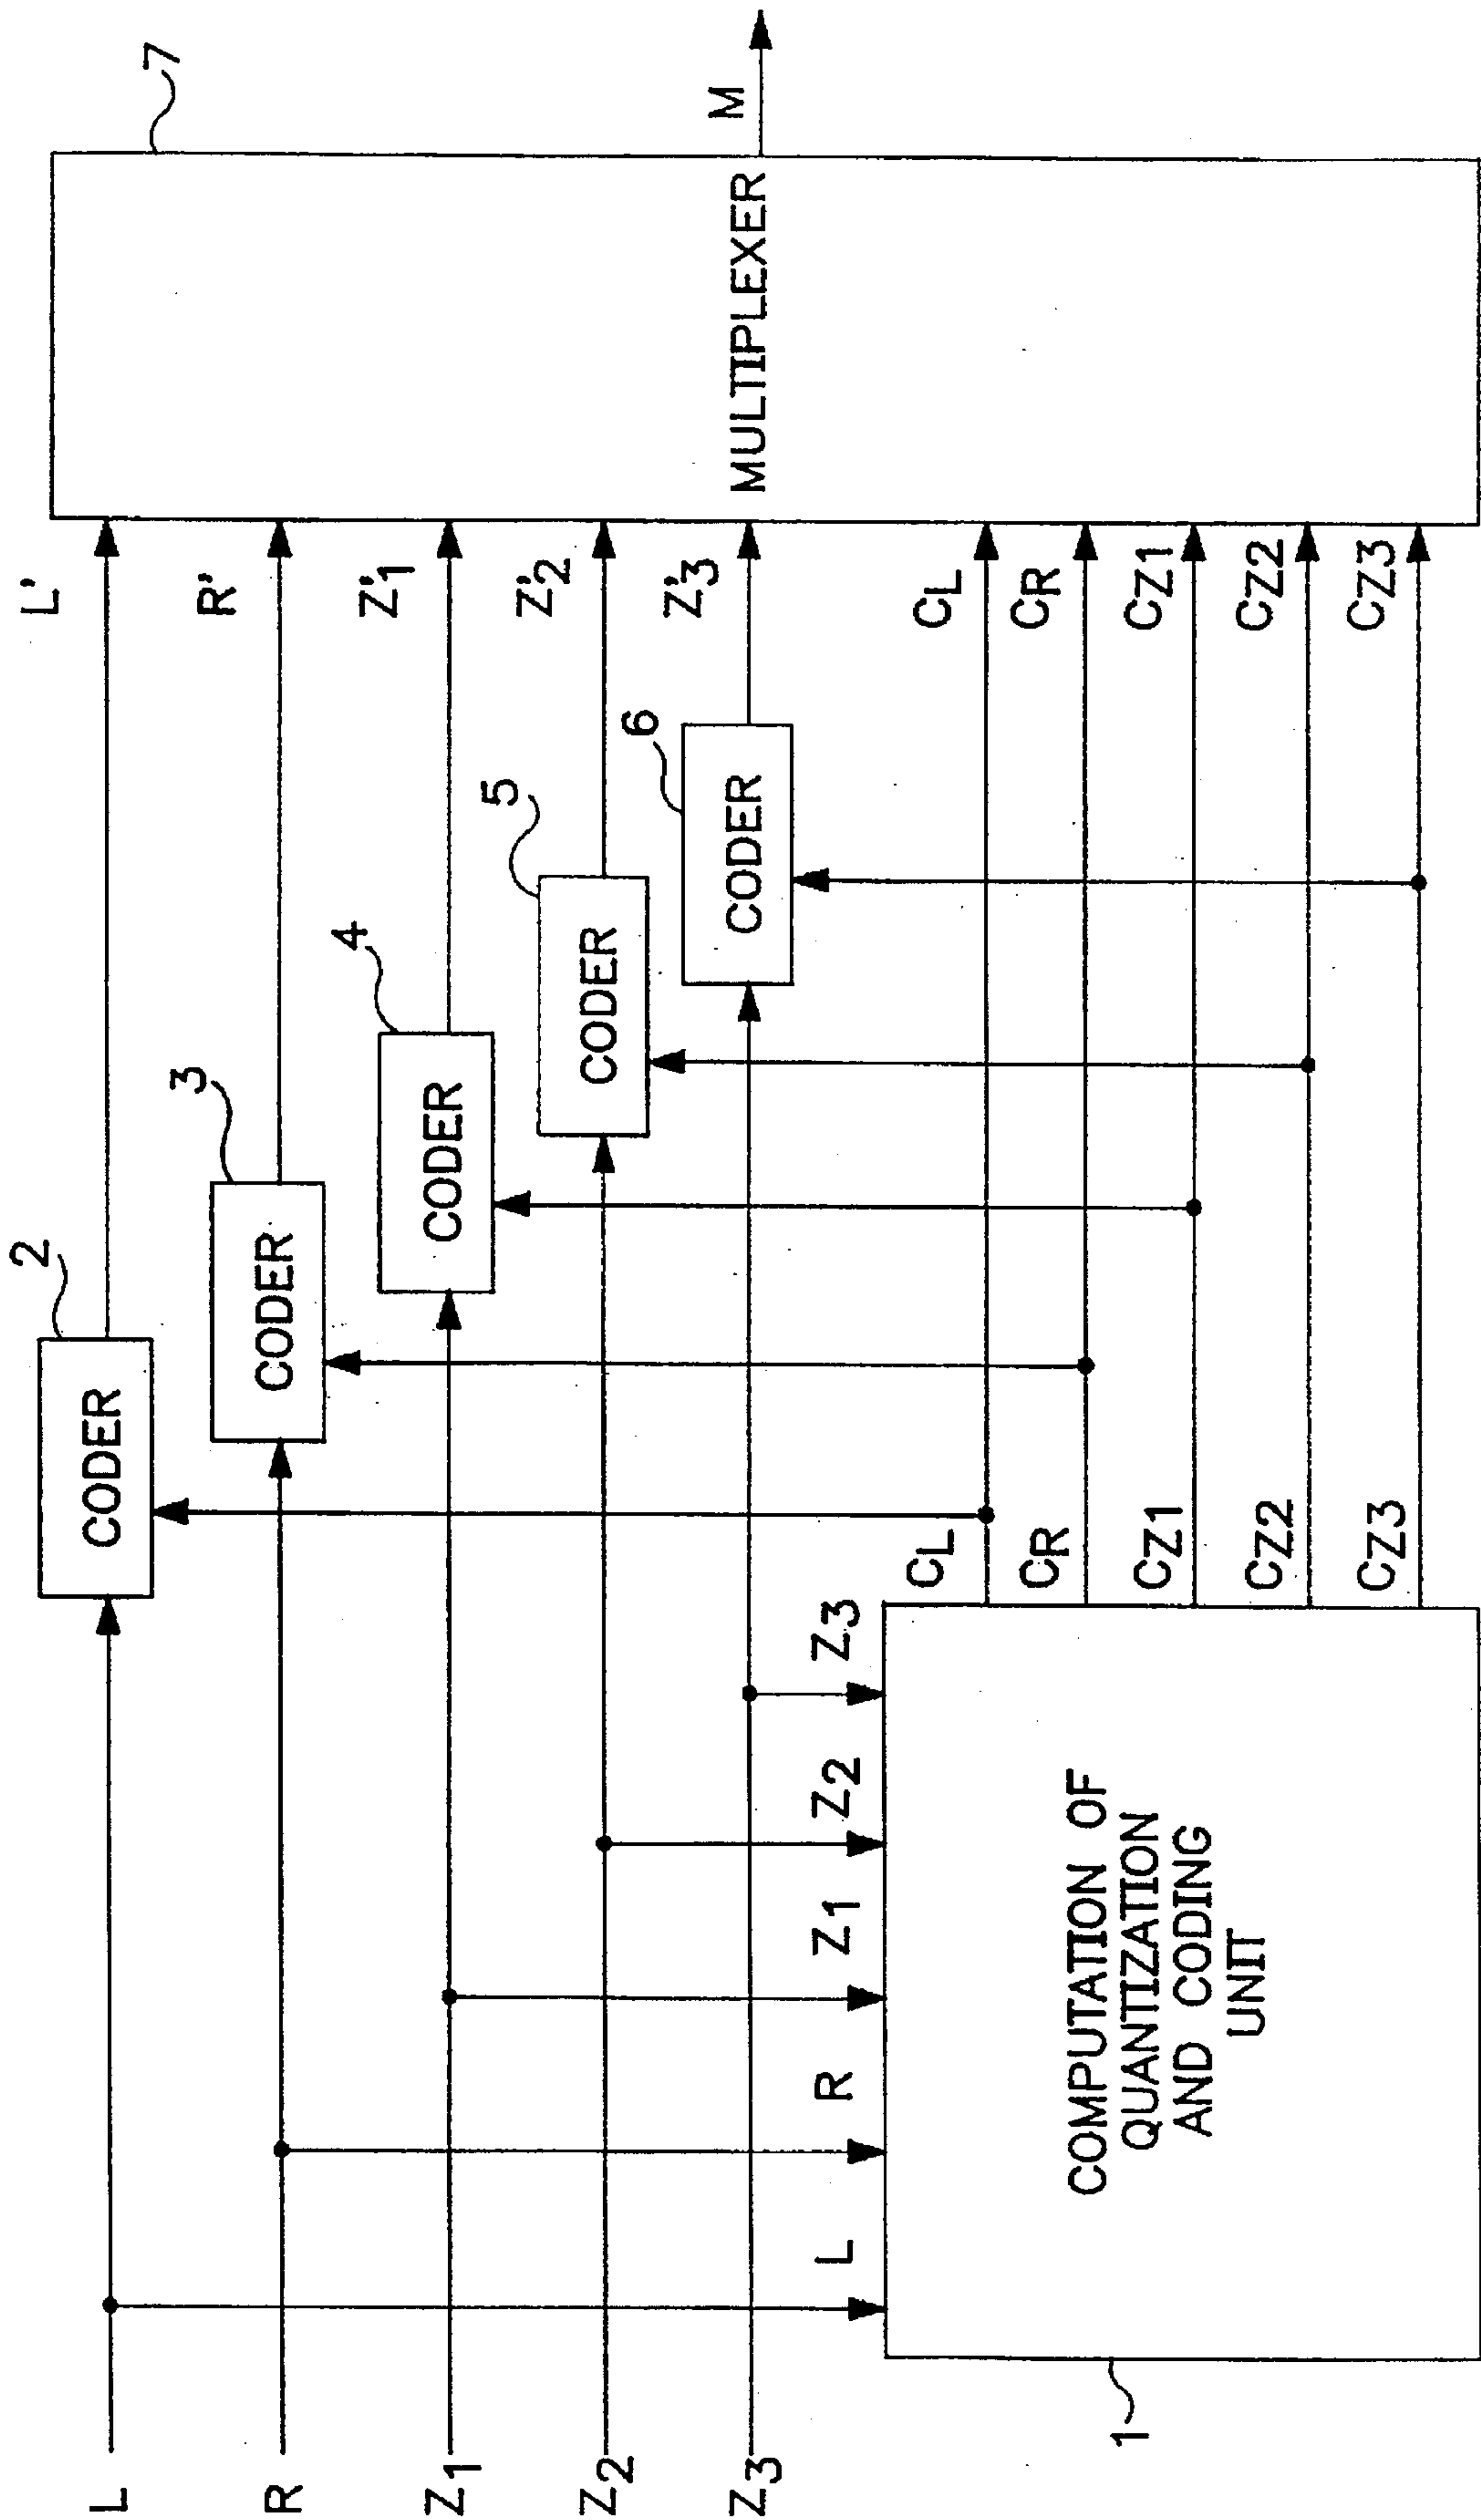 L
R
Z1
Z2
Z3
1
COMPUTATION OF
QUANTIZATION
AND CODING
UNIT
L
R
Z1
Z2
Z3
CL
CR
CZ1
CZ2
CZ3
2
CODER
3
CODER
4
CODER
5
CODER
6
CODER
L'
R'
Z'1
Z'2
Z'3
CL
CR
CZ1
CZ2
CZ3
7
MULTIPLEXER
M